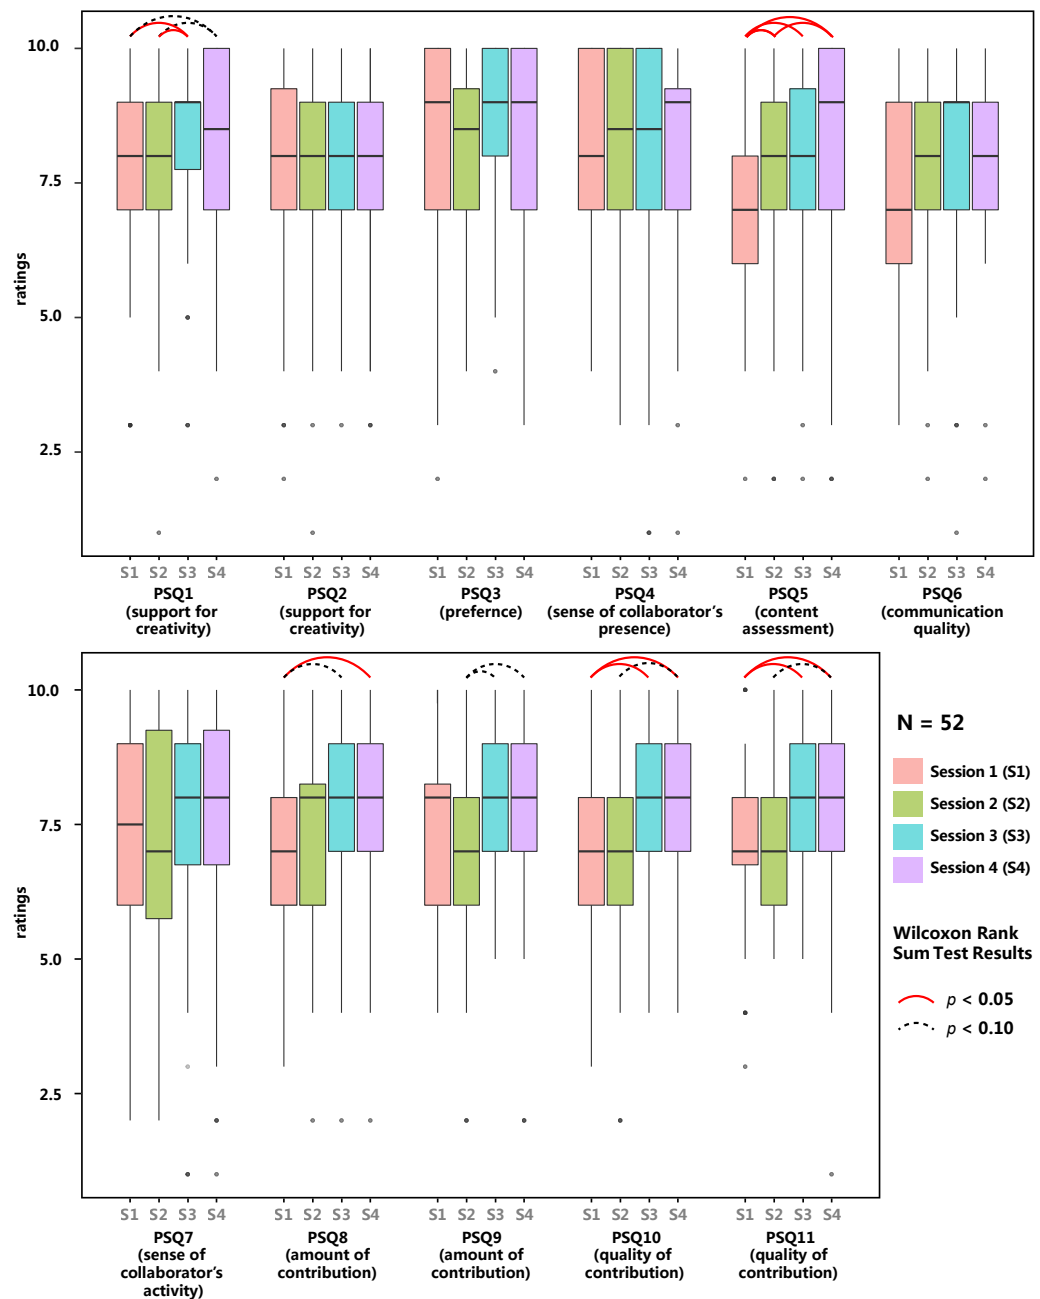 10.0
7.5
5.0
2.5
ratings
S1 S2 S3 S4 S1 S2 S3 S4 S1 S2 S3 S4 S1 S2 S3 S4 S1 S2 S3 S4 S1 S2 S3 S4
PSQ1
(support for
creativity)
PSQ2
(support for
creativity)
PSQ3
(prefernce)
PSQ4
(sense of collaborator's
presence)
PSQ5
(content
assessment)
PSQ6
(communication
quality)
10.0
7.5
5.0
2.5
ratings
S1 S2 S3 S4 S1 S2 S3 S4 S1 S2 S3 S4 S1 S2 S3 S4 S1 S2 S3 S4
PSQ7
(sense of
collaborator's
activity)
PSQ8
(amount of
contribution)
PSQ9
(amount of
contribution)
PSQ10
(quality of
contribution)
PSQ11
(quality of
contribution)
N = 52
Session 1 (S1)
Session 2 (S2)
Session 3 (S3)
Session 4 (S4)
Wilcoxon Rank
Sum Test Results
p < 0.05
p < 0.10